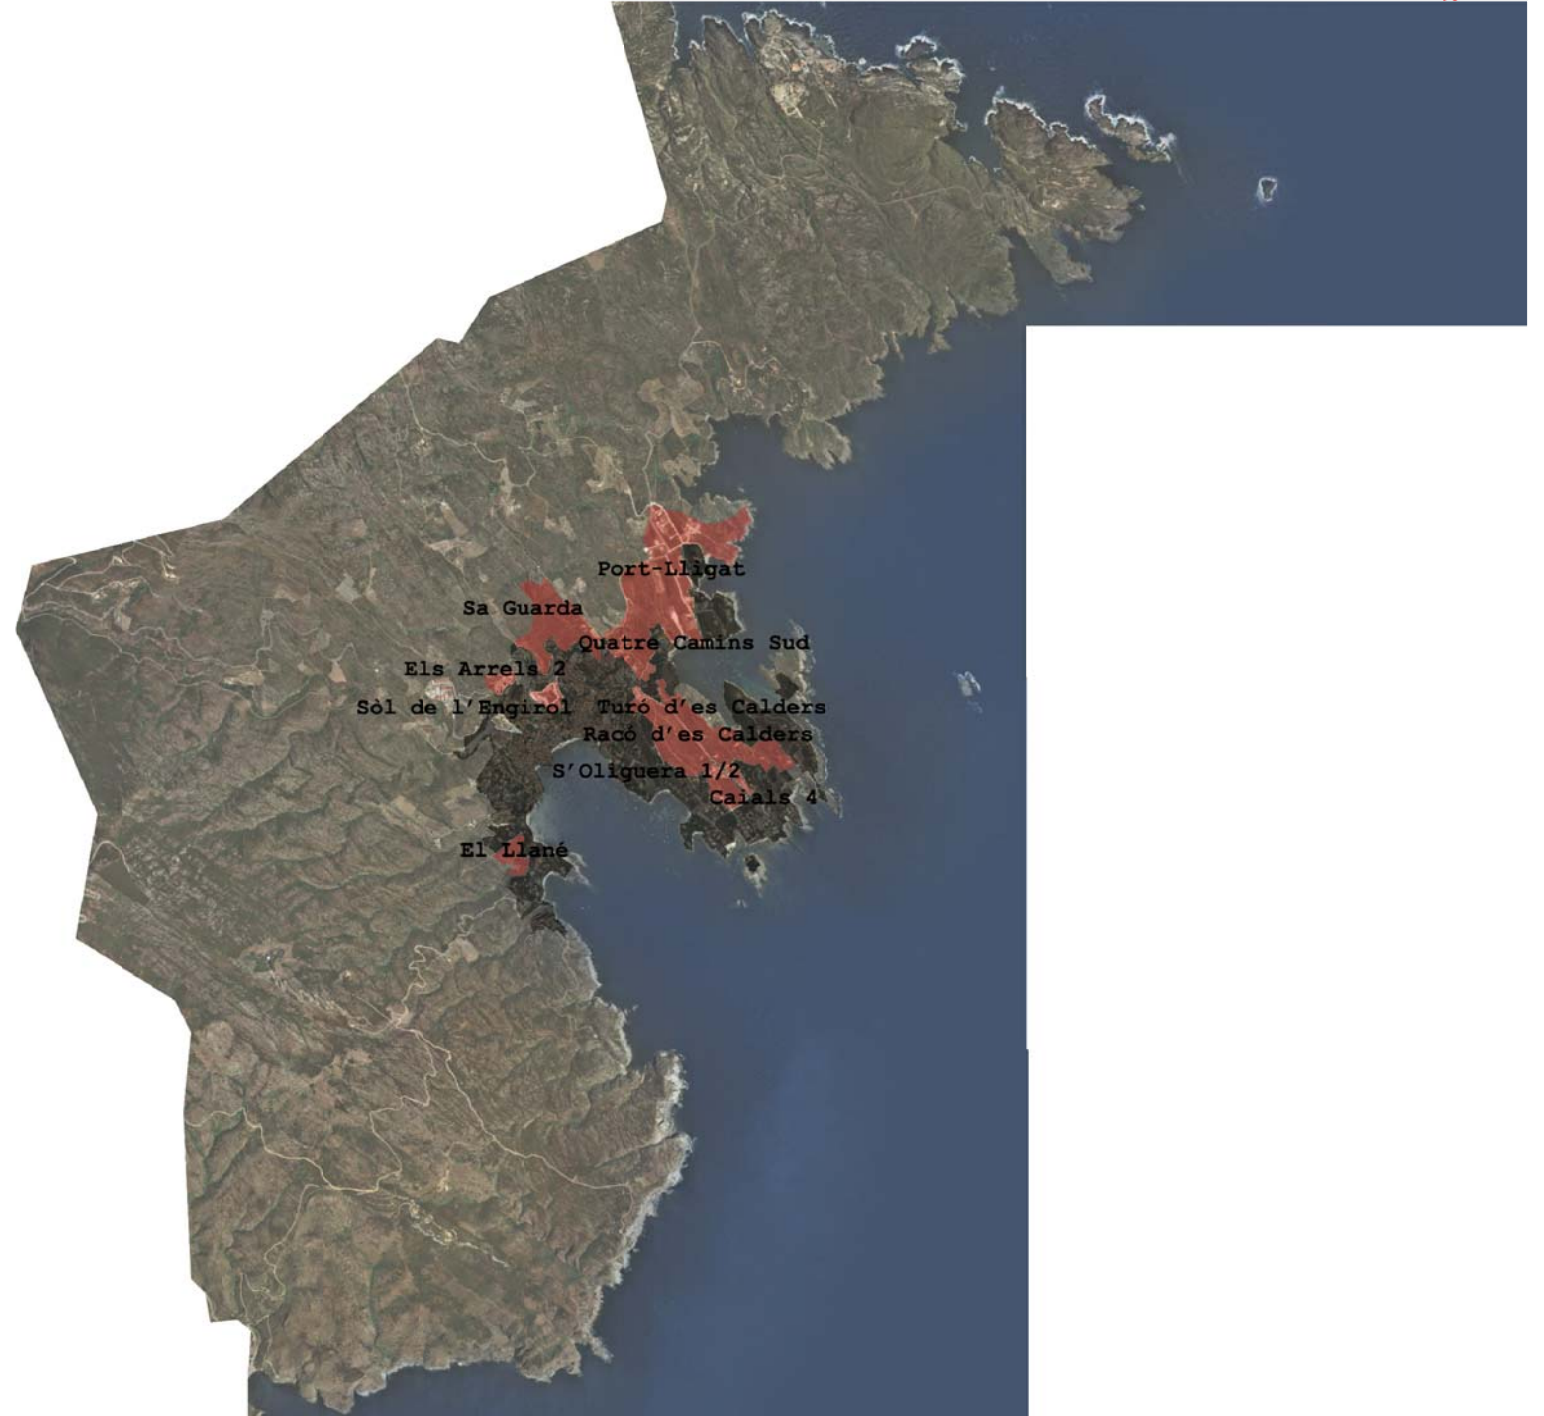 Port-Lligat
Sa Guarda
Quatre Camins Sud
Els Arrels 2
Sòl de l'Engirol
Turó d'es Calders
Racó d'es Calders
S'Oliguera 1/2
Caials 4
El Llané